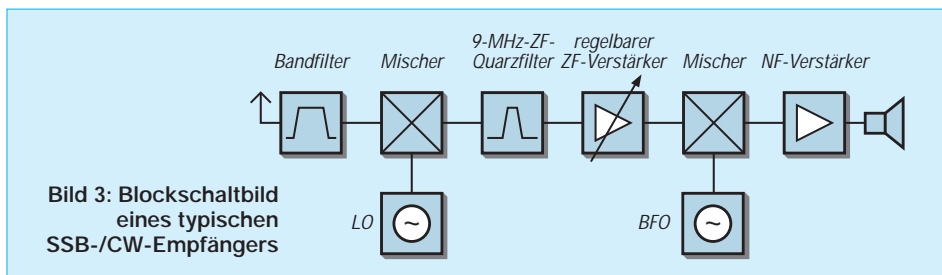 Bandfilter
Mischer
9-MHz-ZF-
Quarzfilter
regelbarer
ZF-Verstärker
Mischer
NF-Verstärker
~
LO
~
BFO
Bild 3: Blockschaltbild
eines typischen
SSB-/CW-Empfängers